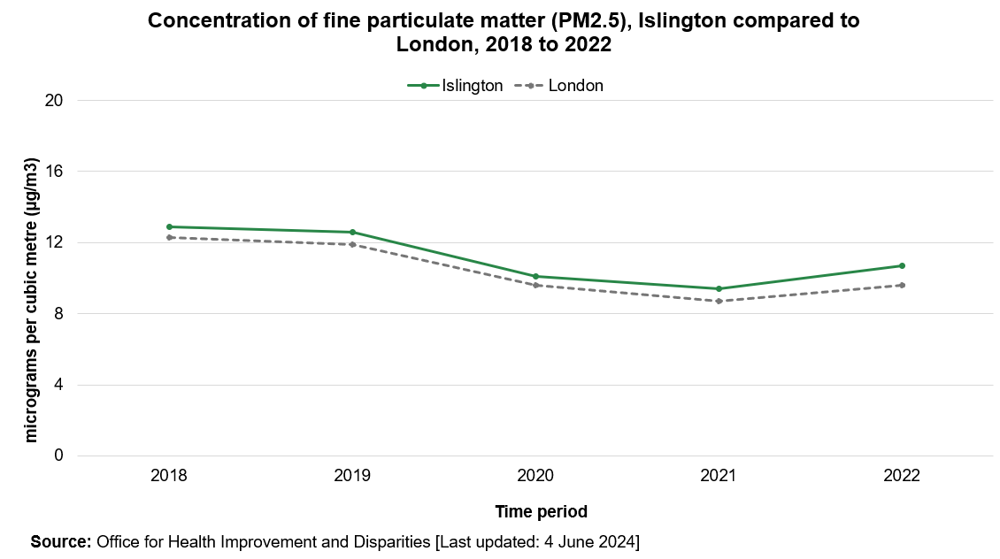 Concentration of fine particulate matter (PM2.5), Islington compared to
London, 2018 to 2022
Islington London
micrograms per cubic metre (µg/m3)
20
16
12
8
4
0
2018 2019 2020 2021 2022
Time period
Source: Office for Health Improvement and Disparities [Last updated: 4 June 2024]